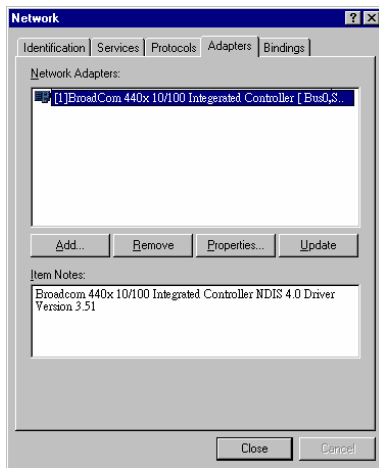 Network
Identification Services Protocols Adapters Bindings
Network Adapters:
[1]BroadCom 440x 10/100 Integerated Controller [ Bus0,S..
Add... Remove Properties... Update
Item Notes:
Broadcom 440x 10/100 Integrated Controller NDIS 4.0 Driver
Version 3.51
Close Cancel